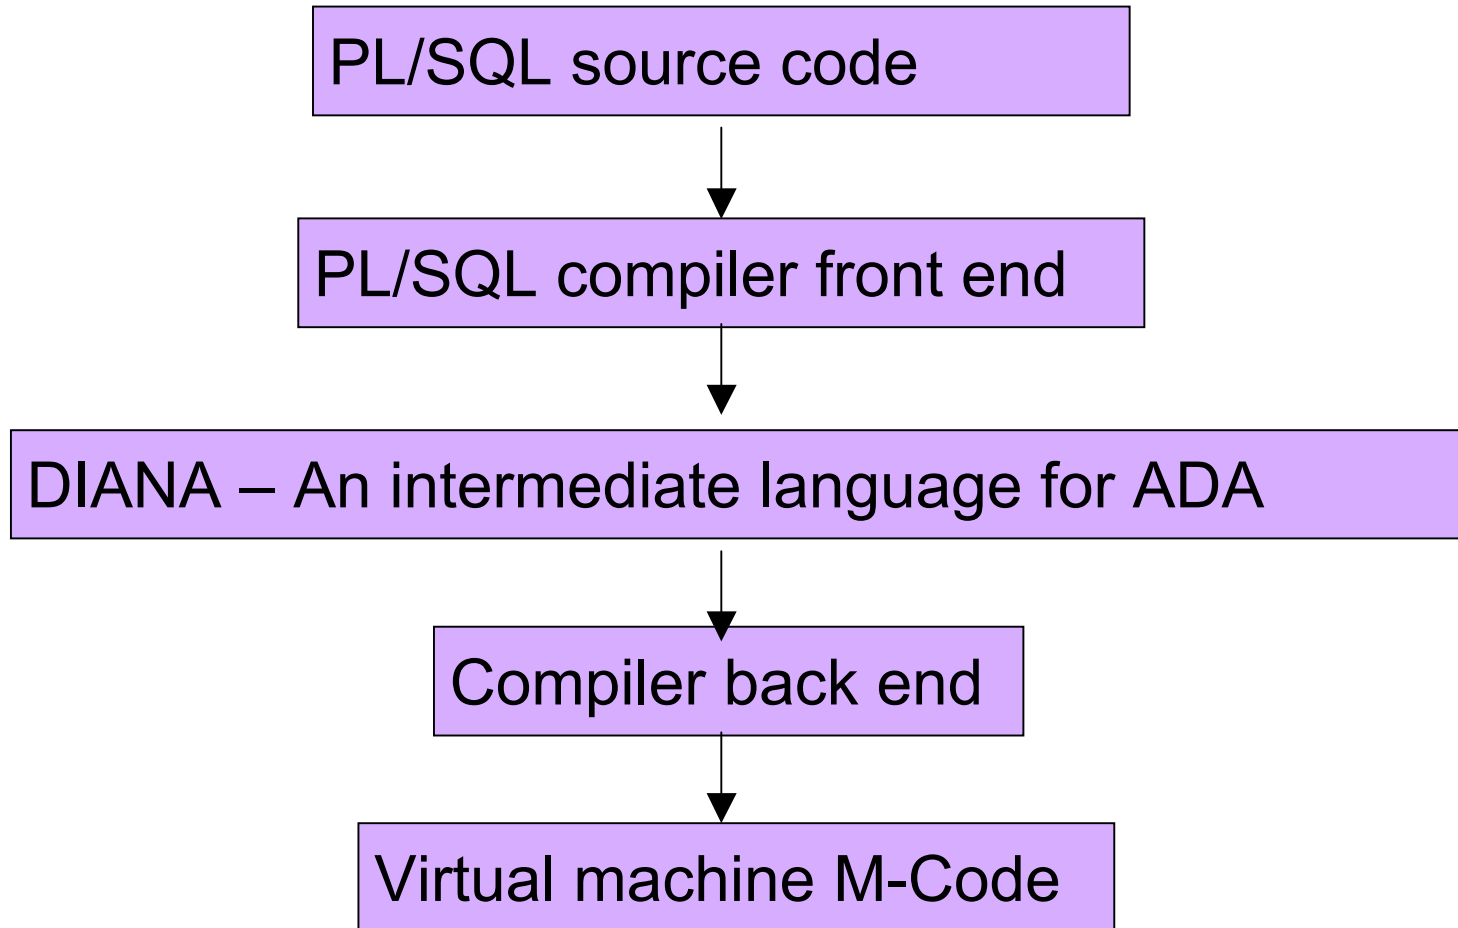 PL/SQL source code
PL/SQL compiler front end
DIANA – An intermediate language for ADA
Compiler back end
Virtual machine M-Code